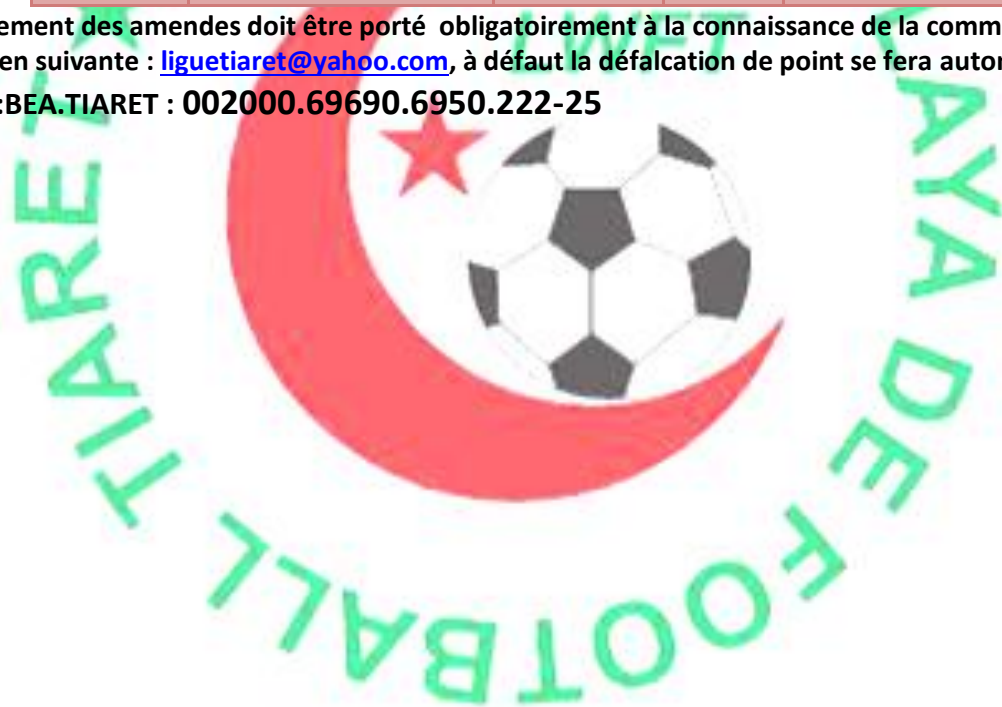 ement des amendes doit être porté obligatoirement à la connaissance de la comm
en suivante : liguetiaret@yahoo.com, à défaut la défalcation de point se fera autor
:BEA.TIARET : 002000.69690.6950.222-25
LWFT
AYA DE FOOTBALL TIARET